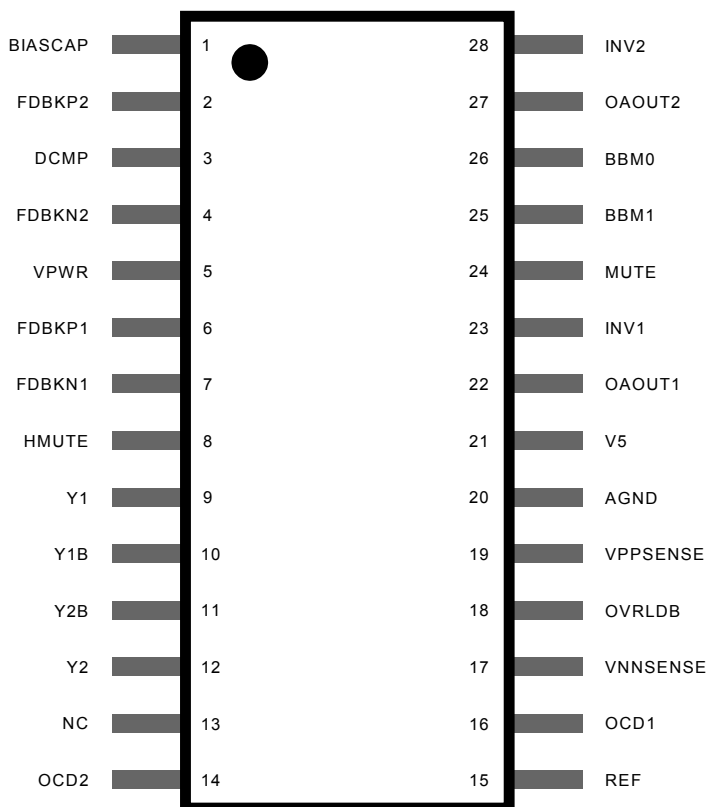 BIASCAP 1 28 INV2
FDBKP2 2 27 OAOUT2
DCMP 3 26 BBM0
FDBKN2 4 25 BBM1
VPWR 5 24 MUTE
FDBKP1 6 23 INV1
FDBKN1 7 22 OAOUT1
HMUTE 8 21 V5
Y1 9 20 AGND
Y1B 10 19 VPPSENSE
Y2B 11 18 OVRLDB
Y2 12 17 VNNSENSE
NC 13 16 OCD1
OCD2 14 15 REF